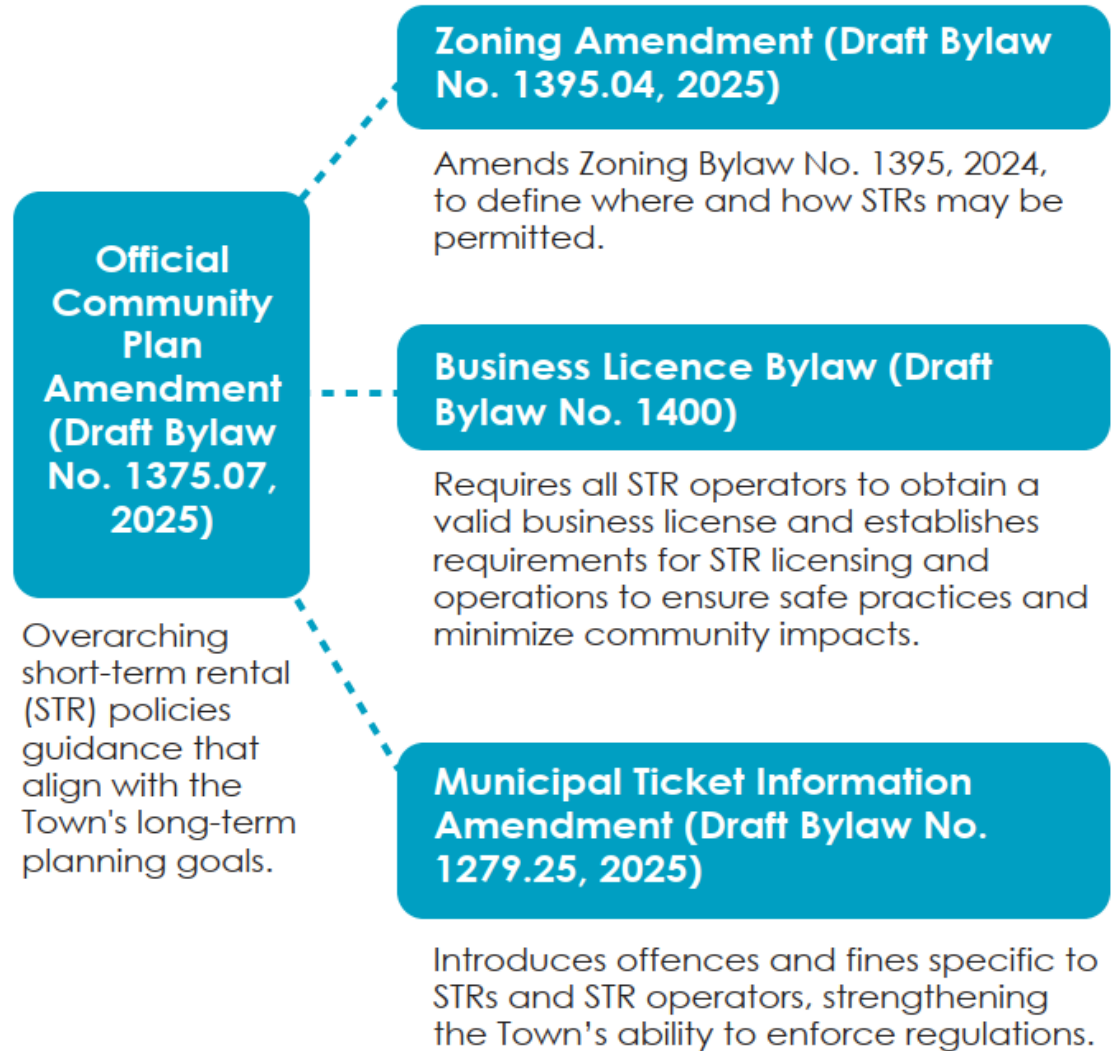 Official
Community
Plan
Amendment
(Draft Bylaw
No. 1375.07,
2025)
Overarching
short-term rental
(STR) policies
guidance that
align with the
Town's long-term
planning goals.
Zoning Amendment (Draft Bylaw
No. 1395.04, 2025)
Amends Zoning Bylaw No. 1395, 2024,
to define where and how STRs may be
permitted.
Business Licence Bylaw (Draft
Bylaw No. 1400)
Requires all STR operators to obtain a
valid business license and establishes
requirements for STR licensing and
operations to ensure safe practices and
minimize community impacts.
Municipal Ticket Information
Amendment (Draft Bylaw No.
1279.25, 2025)
Introduces offences and fines specific to
STRs and STR operators, strengthening
the Town’s ability to enforce regulations.